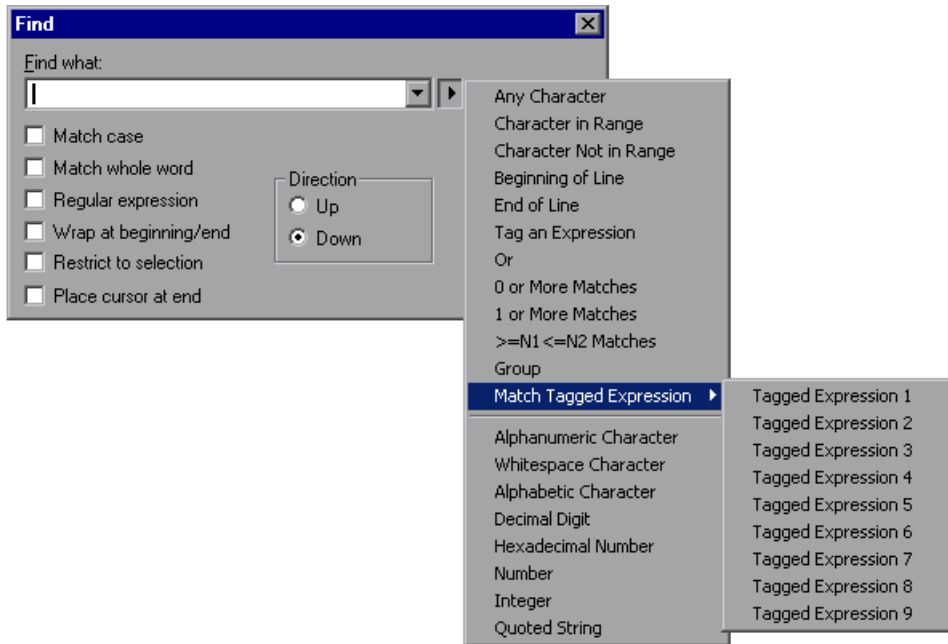 Find
Find what:
Match case
Match whole word
Regular expression
Wrap at beginning/end
Restrict to selection
Place cursor at end
Direction
Up
Down
Any Character
Character in Range
Character Not in Range
Beginning of Line
End of Line
Tag an Expression
Or
0 or More Matches
1 or More Matches
>=N1<=N2 Matches
Group
Match Tagged Expression
Alphanumeric Character
Whitespace Character
Alphabetic Character
Decimal Digit
Hexadecimal Number
Number
Integer
Quoted String
Tagged Expression 1
Tagged Expression 2
Tagged Expression 3
Tagged Expression 4
Tagged Expression 5
Tagged Expression 6
Tagged Expression 7
Tagged Expression 8
Tagged Expression 9